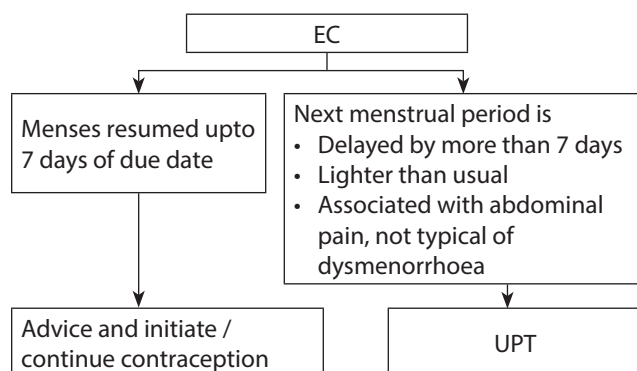 EC
Menses resumed upto
7 days of due date
Next menstrual period is
• Delayed by more than 7 days
• Lighter than usual
• Associated with abdominal
pain, not typical of
dysmenorrhoea
Advice and initiate /
continue contraception
UPT